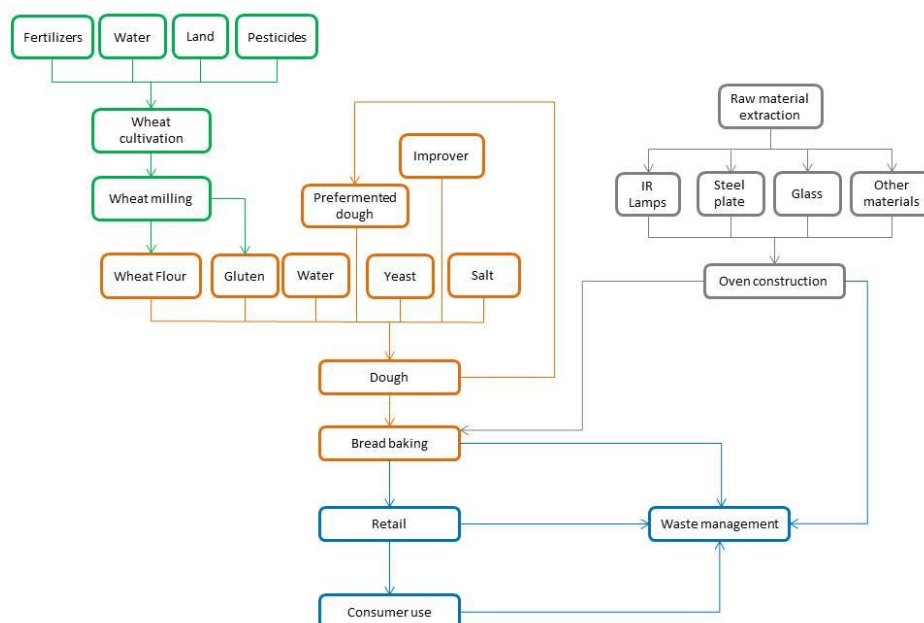 Fertilizers
Water
Land
Pesticides
Wheat
cultivation
Wheat milling
Improver
Prefermented
dough
Wheat Flour
Gluten
Water
Yeast
Salt
Dough
Bread baking
Retail
Consumer use
Raw material
extraction
IR
Lamps
Steel
plate
Glass
Other
materials
Oven construction
Waste management